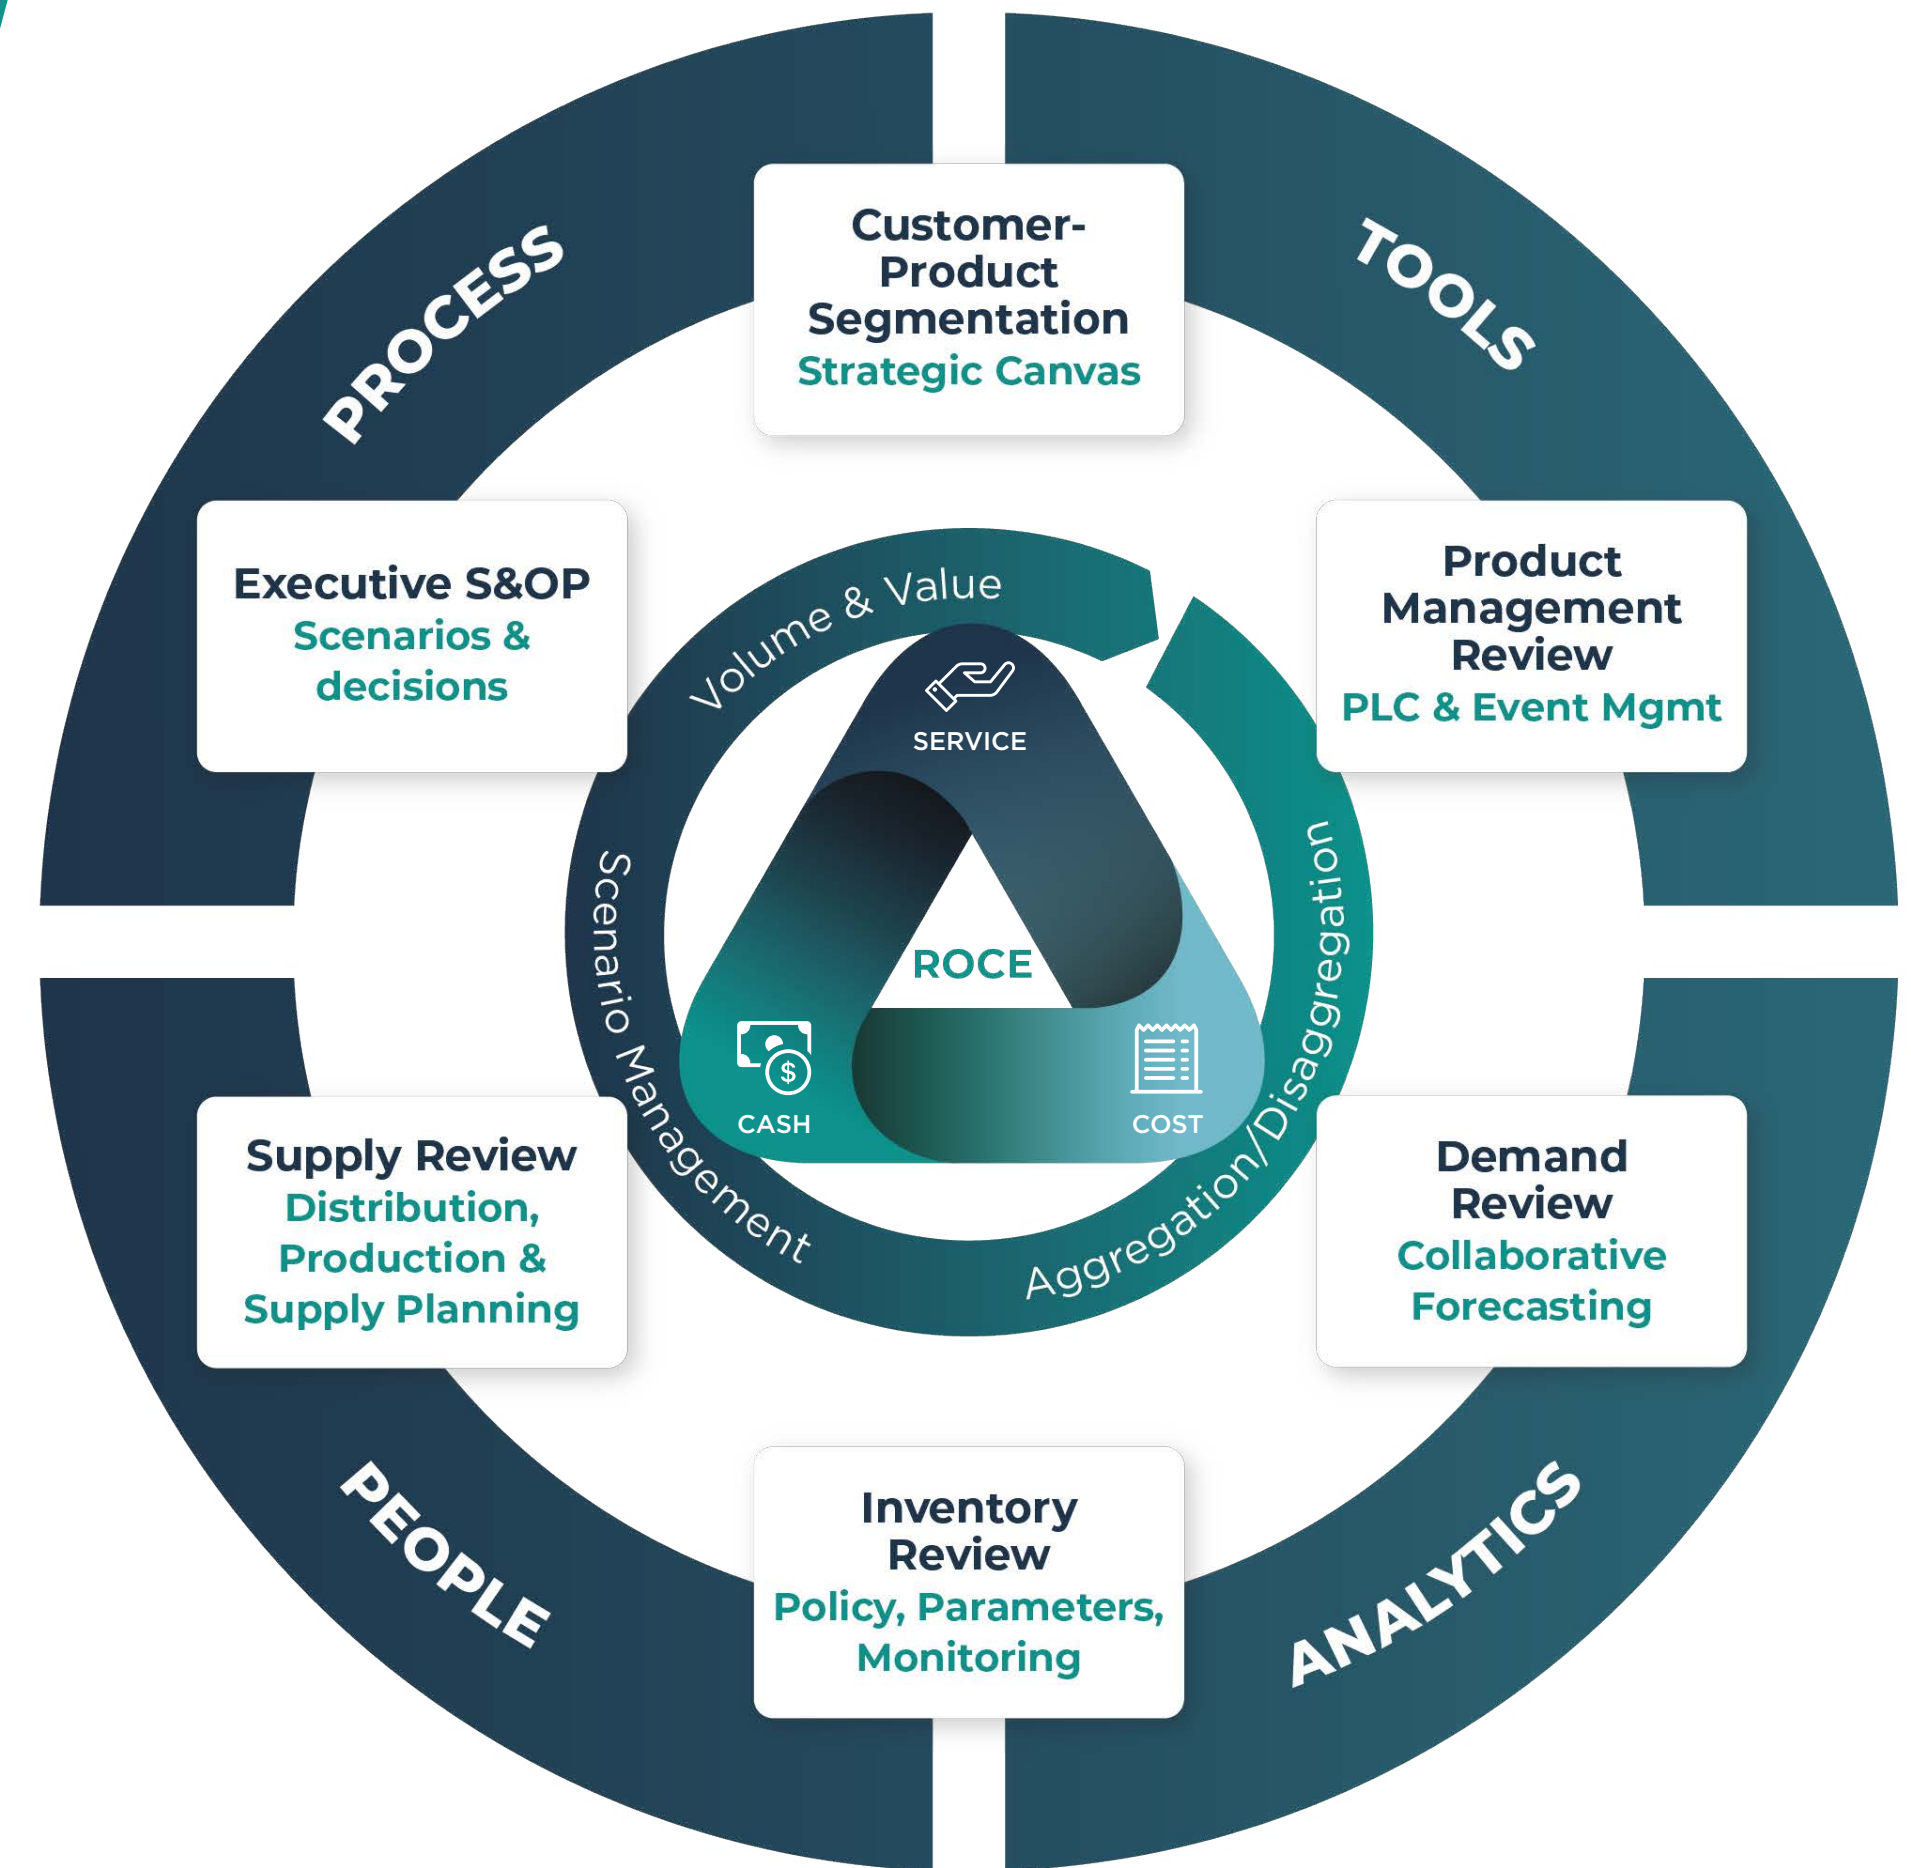 PROCESS
TOOLS
Customer-
Product
Segmentation
Strategic Canvas
Executive S&OP
Scenarios &
decisions
Product
Management
Review
PLC & Event Mgmt
Volume & Value
SERVICE
Scenario Management
ROCE
Aggregation/Disaggregation
CASH
COST
Supply Review
Distribution,
Production &
Supply Planning
Demand
Review
Collaborative
Forecasting
Inventory
Review
Policy, Parameters,
Monitoring
PEOPLE
ANALYTICS